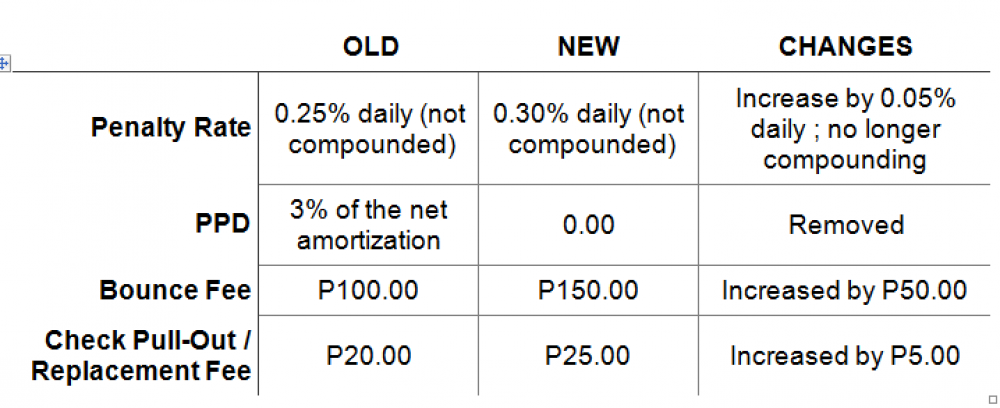 OLD NEW CHANGES
Penalty Rate
0.25% daily (not
compounded)
0.30% daily (not
compounded)
Increase by 0.05%
daily ; no longer
compounding
PPD
3% of the net
amortization
0.00
Removed
Bounce Fee P100.00 P150.00 Increased by P50.00
Check Pull-Out /
Replacement Fee
P20.00
P25.00
Increased by P5.00